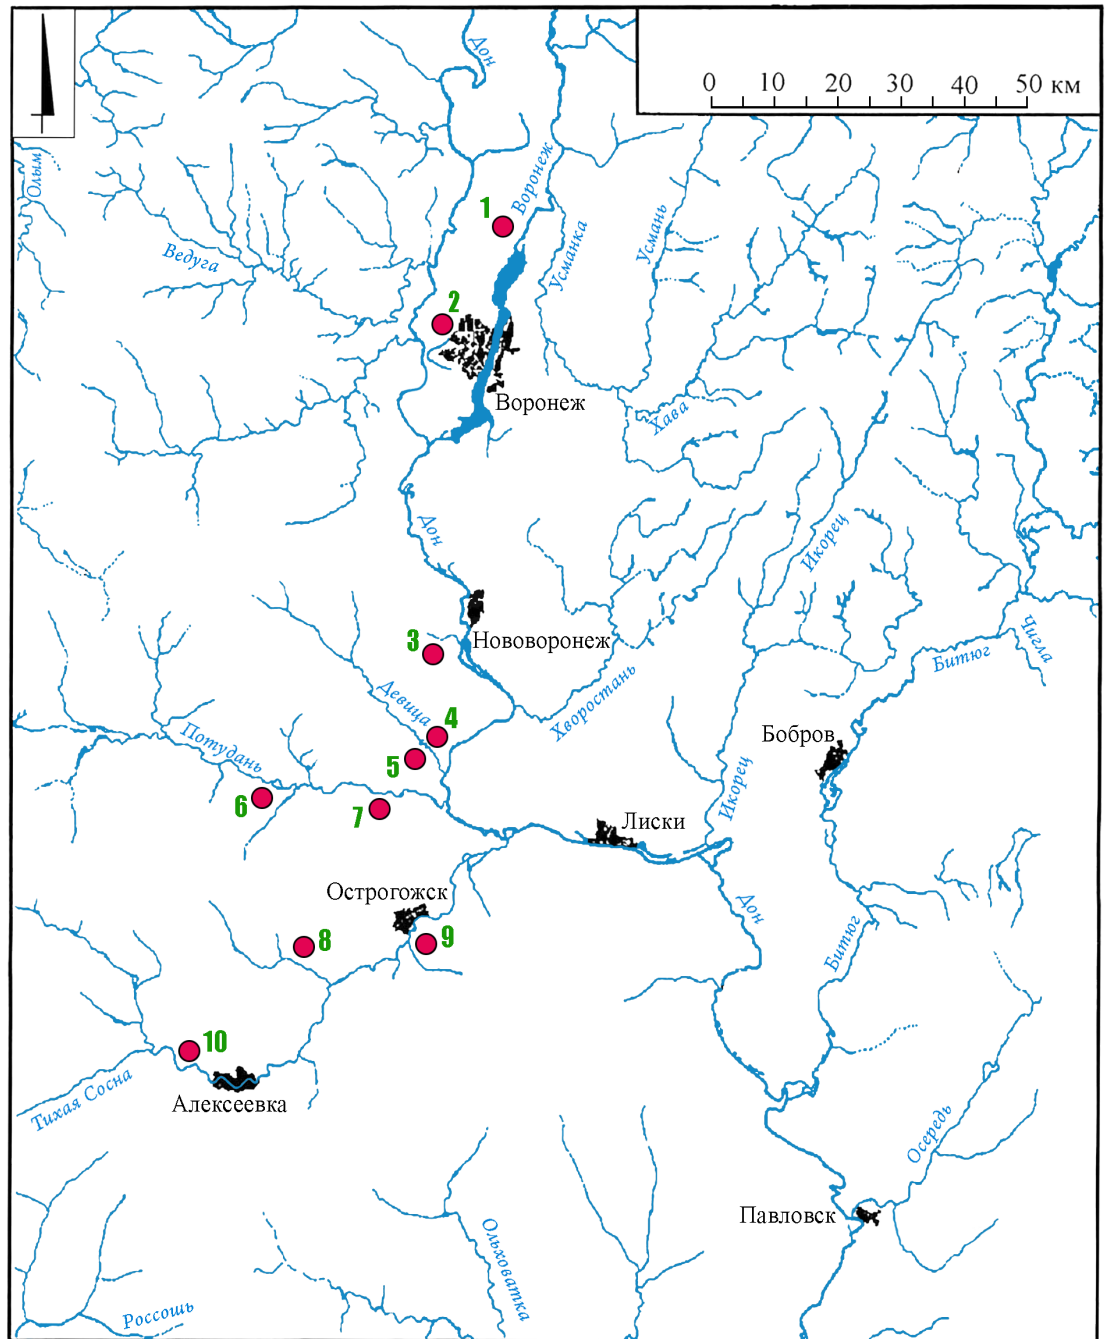 Дон
0 10 20 30 40 50 км
Олым
Воронеж
1
Усманка
Усмань
Ведуга
2
Воронеж
Хава
Дон
Икорец
Нововоронеж
3
Чигла
Битюг
Девица
Хворостань
4
Потудань
5
Бобров
6
7
Икорец
Лиски
Острогожск
Дон
8
9
Битюг
10
Тихая Сосна
Алексеевка
Осередь
Павловск
Ольховатка
Россошь